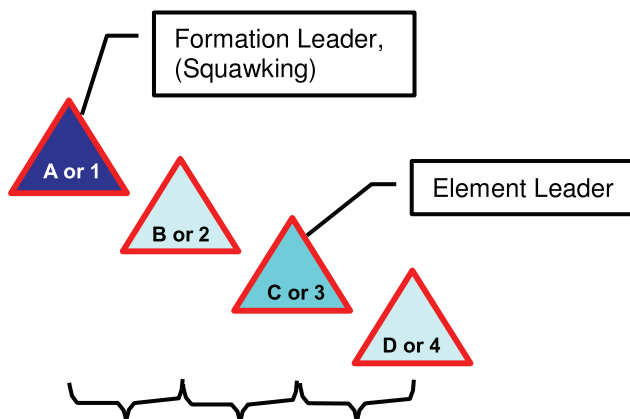 Formation Leader,
(Squawking)
A or 1
B or 2
Element Leader
C or 3
D or 4